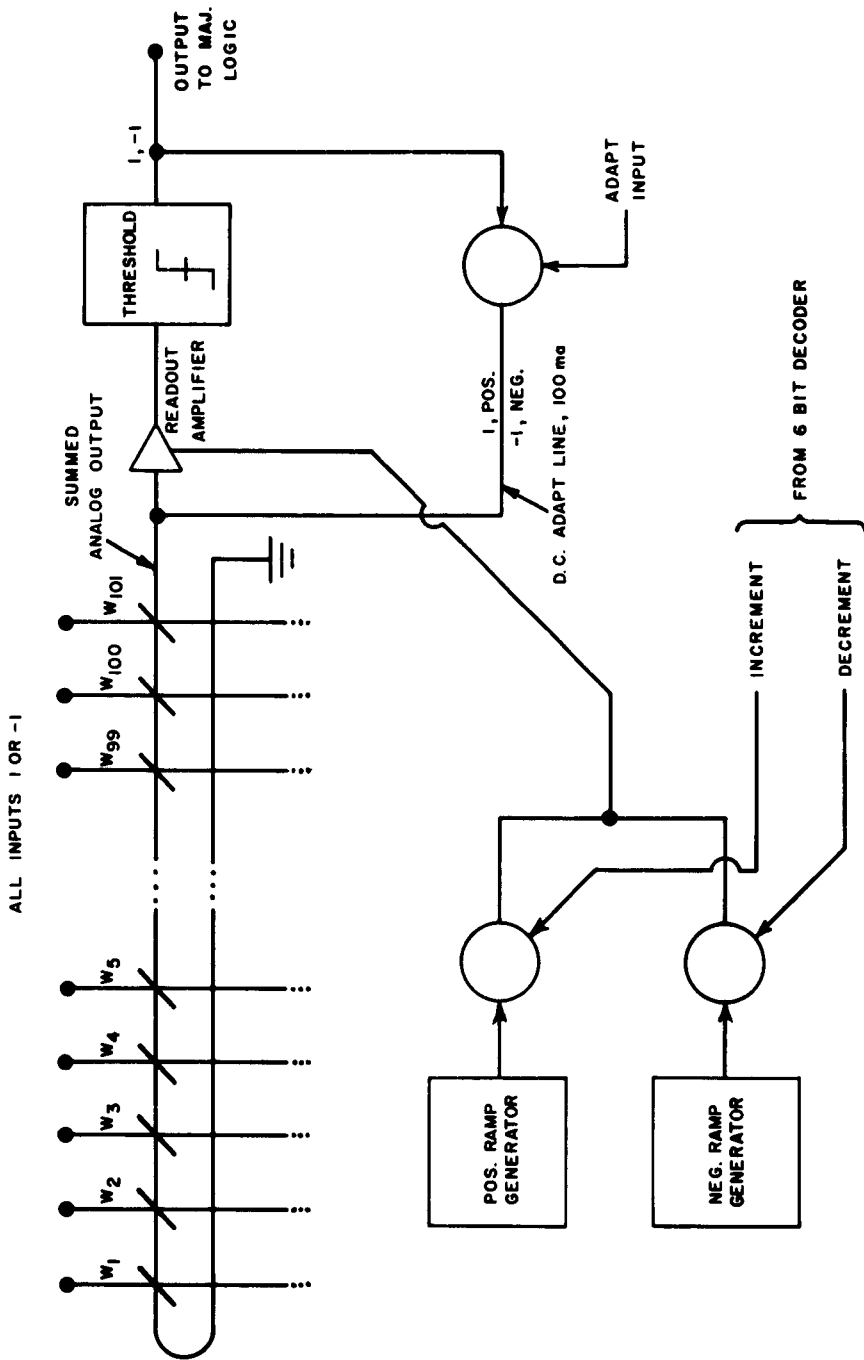 ALL INPUTS 1 OR -1
W1
W2
W3
W4
W5
W99
W100
W101
SUMMED
ANALOG OUTPUT
READOUT
AMPLIFIER
THRESHOLD
1, -1
OUTPUT
TO MAJ.
LOGIC
1, POS.
-1, NEG.
D.C. ADAPT LINE, 100 ma
ADAPT
INPUT
POS. RAMP
GENERATOR
NEG. RAMP
GENERATOR
INCREMENT
DECREMENT
FROM 6 BIT DECODER